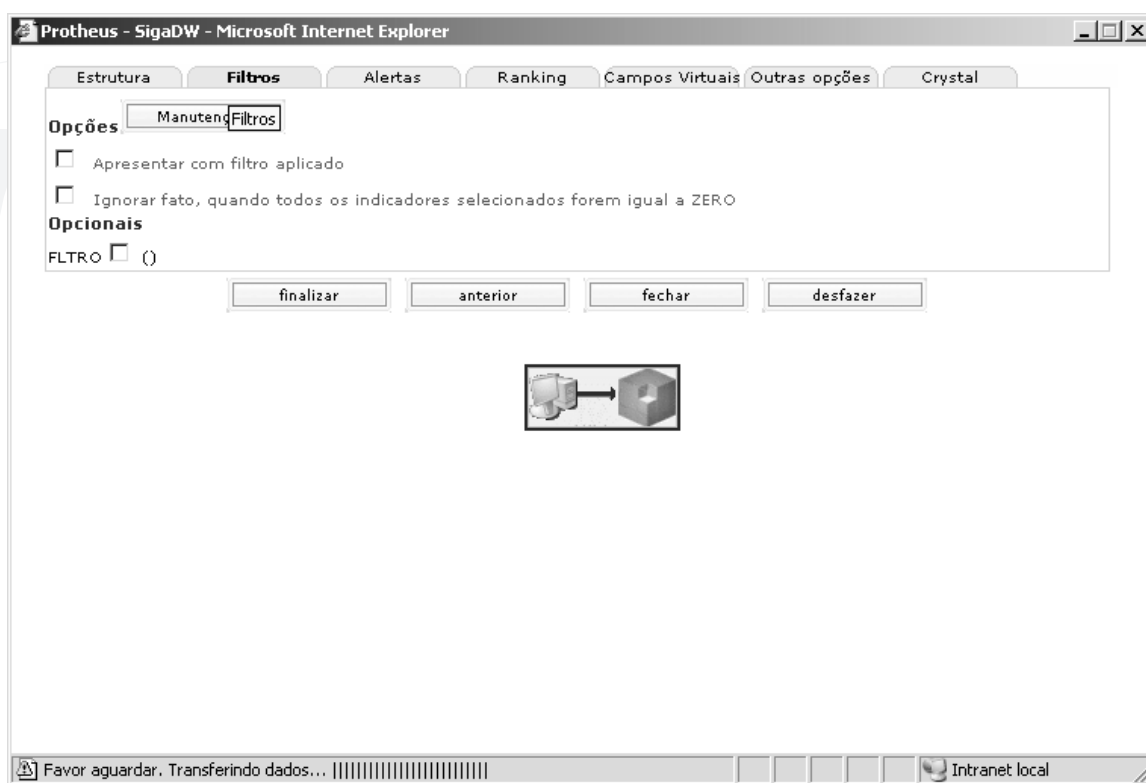 Protheus - SigaDW - Microsoft Internet Explorer
Estrutura Filtros Alertas Ranking Campos Virtuais Outras opções Crystal
Opções Filtros
Apresentar com filtro aplicado
Ignorar fato, quando todos os indicadores selecionados forem igual a ZERO
Opcionais
FLTRO ()
finalizar anterior fechar desfazer
Favor aguardar. Transferindo dados... ||||||||||||||||||||||||| Intranet local